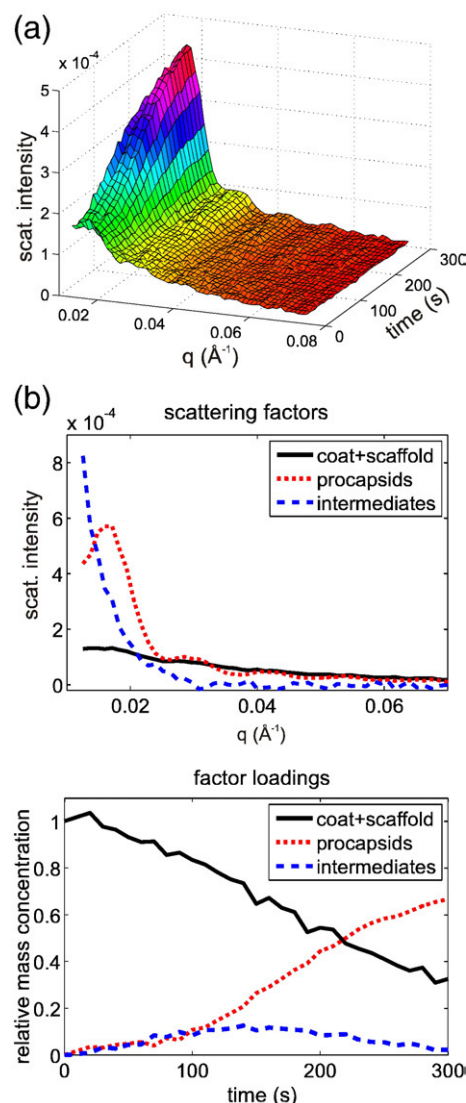 (a)
x 10⁻⁴
5
4
3
2
1
0
scat. intensity
0.02
0.04
0.06
0.08
q (Å⁻¹)
0
100
200
300
time (s)
(b)
x 10⁻⁴
scattering factors
8
6
4
2
0
scat. intensity
coat+scaffold
procapsids
intermediates
0.02
0.04
0.06
q (Å⁻¹)
factor loadings
1
0.8
0.6
0.4
0.2
0
relative mass concentration
coat+scaffold
procapsids
intermediates
0
100
200
300
time (s)